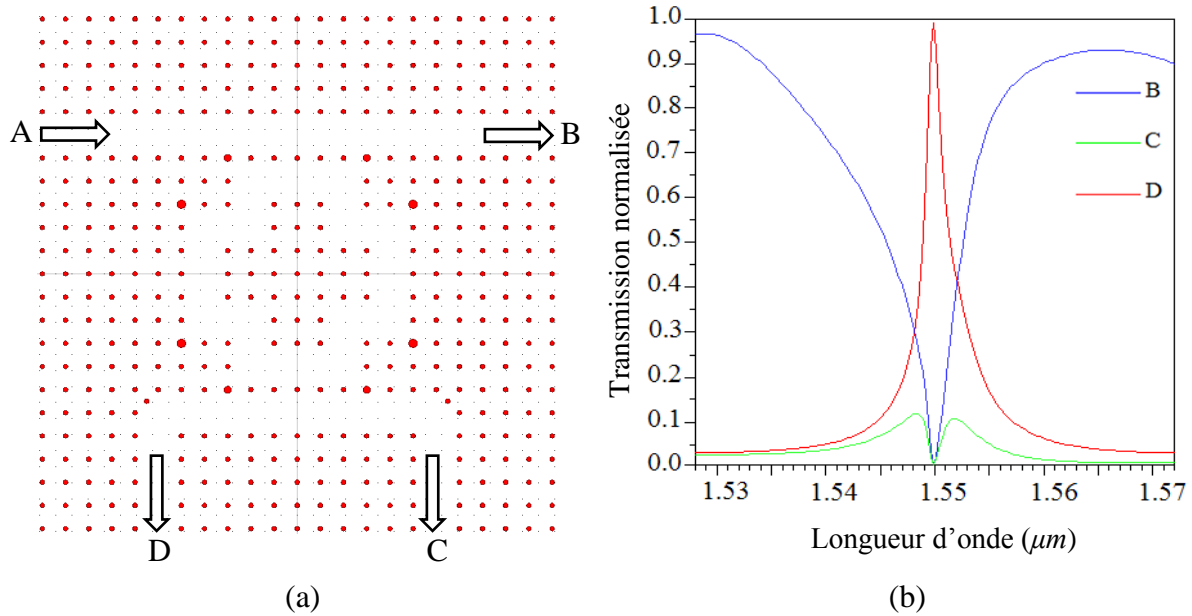 A
B
D
C
(a)
Transmission normalisée
1.0
0.9
0.8
0.7
0.6
0.5
0.4
0.3
0.2
0.1
0.0
1.53
1.54
1.55
1.56
1.57
Longueur d’onde (μm)
B
C
D
(b)